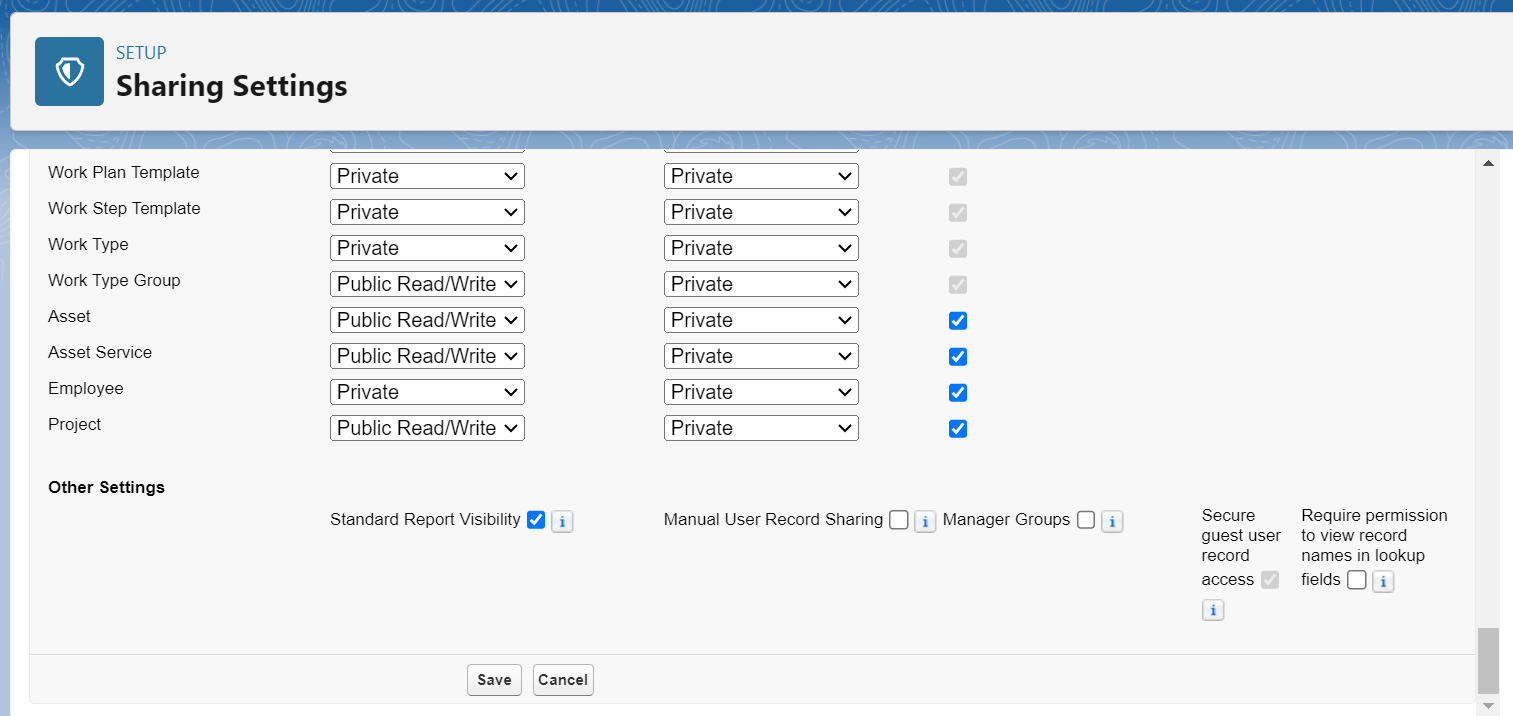 SETUP
Sharing Settings
Work Plan Template Private Private
Work Step Template Private Private
Work Type Private Private
Work Type Group Public Read/Write Private
Asset Public Read/Write Private
Asset Service Public Read/Write Private
Employee Private Private
Project Public Read/Write Private
Other Settings
Standard Report Visibility i
Manual User Record Sharing i
Manager Groups i
Secure
guest user
record
access
i
Require permission
to view record
names in lookup
fields i
Save Cancel